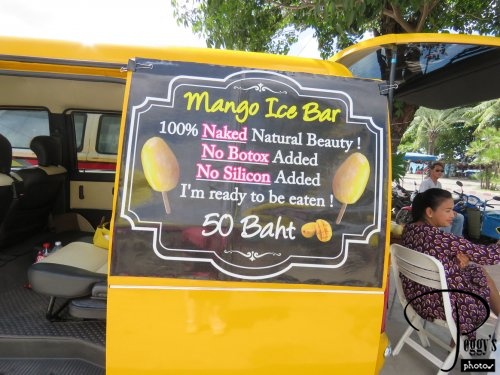 Mango Ice Bar
100% Naked Natural Beauty !
No Botox Added
No Silicon Added
I'm ready to be eaten !
50 Baht
Peggy's
photos